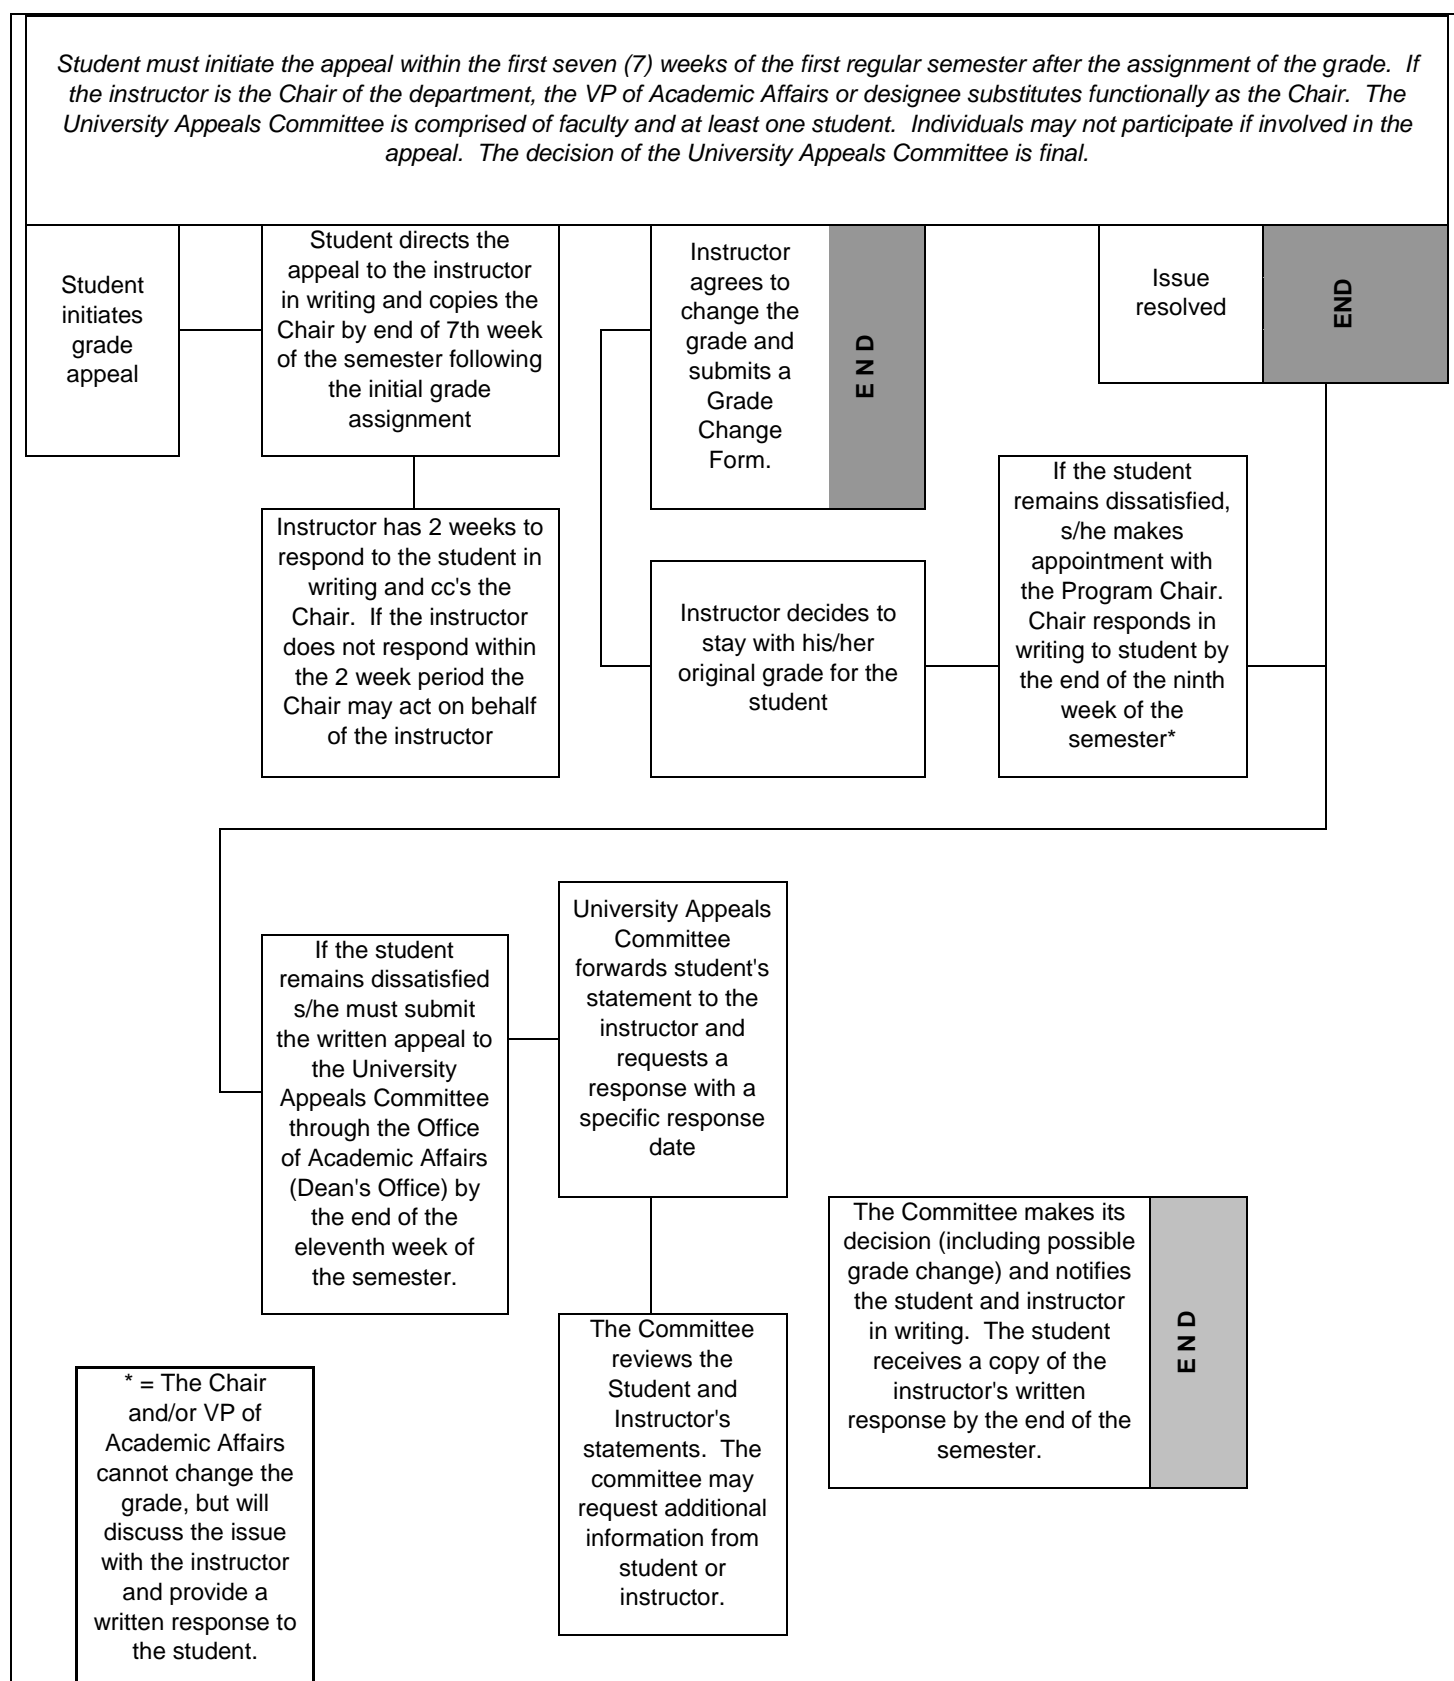 Student must initiate the appeal within the first seven (7) weeks of the first regular semester after the assignment of the grade.  If
the instructor is the Chair of the department, the VP of Academic Affairs or designee substitutes functionally as the Chair.  The
University Appeals Committee is comprised of faculty and at least one student.  Individuals may not participate if involved in the
appeal.  The decision of the University Appeals Committee is final.
Student
initiates
grade
appeal
Student directs the
appeal to the instructor
in writing and copies the
Chair by end of 7th week
of the semester following
the initial grade
assignment
Instructor has 2 weeks to
respond to the student in
writing and cc's the
Chair.  If the instructor
does not respond within
the 2 week period the
Chair may act on behalf
of the instructor
Instructor
agrees to
change the
grade and
submits a
Grade
Change
Form.
E N D
Instructor decides to
stay with his/her
original grade for the
student
If the student
remains dissatisfied,
s/he makes
appointment with
the Program Chair.
Chair responds in
writing to student by
the end of the ninth
week of the
semester*
Issue
resolved
END
If the student
remains dissatisfied
s/he must submit
the written appeal to
the University
Appeals Committee
through the Office
of Academic Affairs
(Dean's Office) by
the end of the
eleventh week of
the semester.
University Appeals
Committee
forwards student's
statement to the
instructor and
requests a
response with a
specific response
date
The Committee
reviews the
Student and
Instructor's
statements.  The
committee may
request additional
information from
student or
instructor.
The Committee makes its
decision (including possible
grade change) and notifies
the student and instructor
in writing.  The student
receives a copy of the
instructor's written
response by the end of the
semester.
E N D
* = The Chair
and/or VP of
Academic Affairs
cannot change the
grade, but will
discuss the issue
with the instructor
and provide a
written response to
the student.